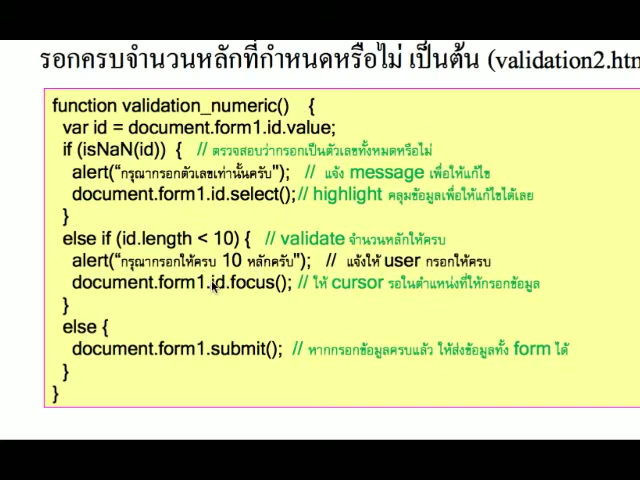 รอกครบจำนวนหลักที่กำหนดหรือไม่ เป็นต้น (validation2.htm
function validation_numeric() {
var id = document.form1.id.value;
if (isNaN(id)) { // ตรวจสอบว่ากรอกเป็นตัวเลขทั้งหมดหรือไม่
alert(“กรุณากรอกตัวเลขเท่านั้นครับ"); // แจ้ง message เพื่อให้แก้ไข
document.form1.id.select(); // highlight คลุมข้อมูลเพื่อให้แก้ไขได้เลย
}
else if (id.length < 10) { // validate จำนวนหลักให้ครบ
alert(“กรุณากรอกให้ครบ 10 หลักครับ"); // แจ้งให้ user กรอกให้ครบ
document.form1.id.focus(); // ให้ cursor รอในตำแหน่งที่ให้กรอกข้อมูล
}
else {
document.form1.submit(); // หากกรอกข้อมูลครบแล้ว ให้ส่งข้อมูลทั้ง form ได้
}
}